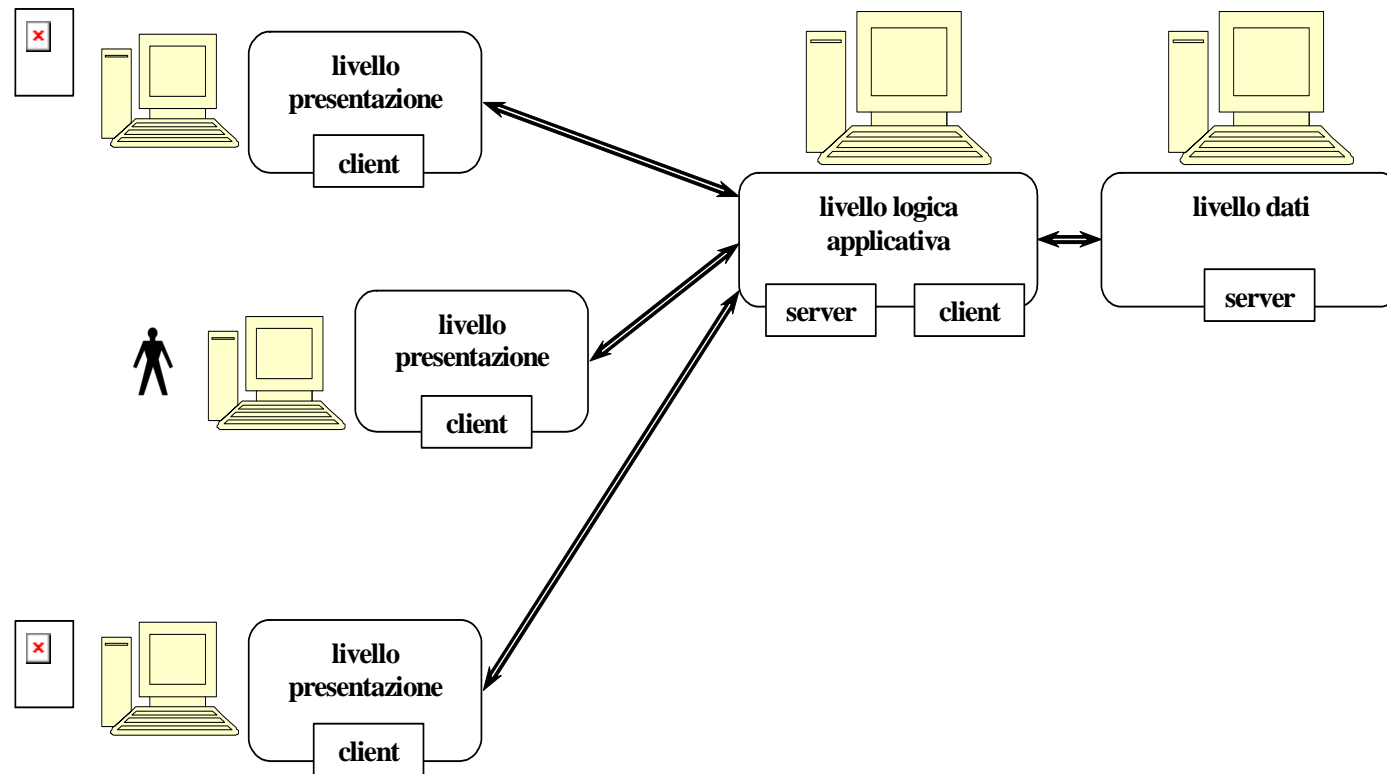 livello
presentazione
client
livello logica
applicativa
server
client
livello dati
server
livello
presentazione
client
livello
presentazione
client